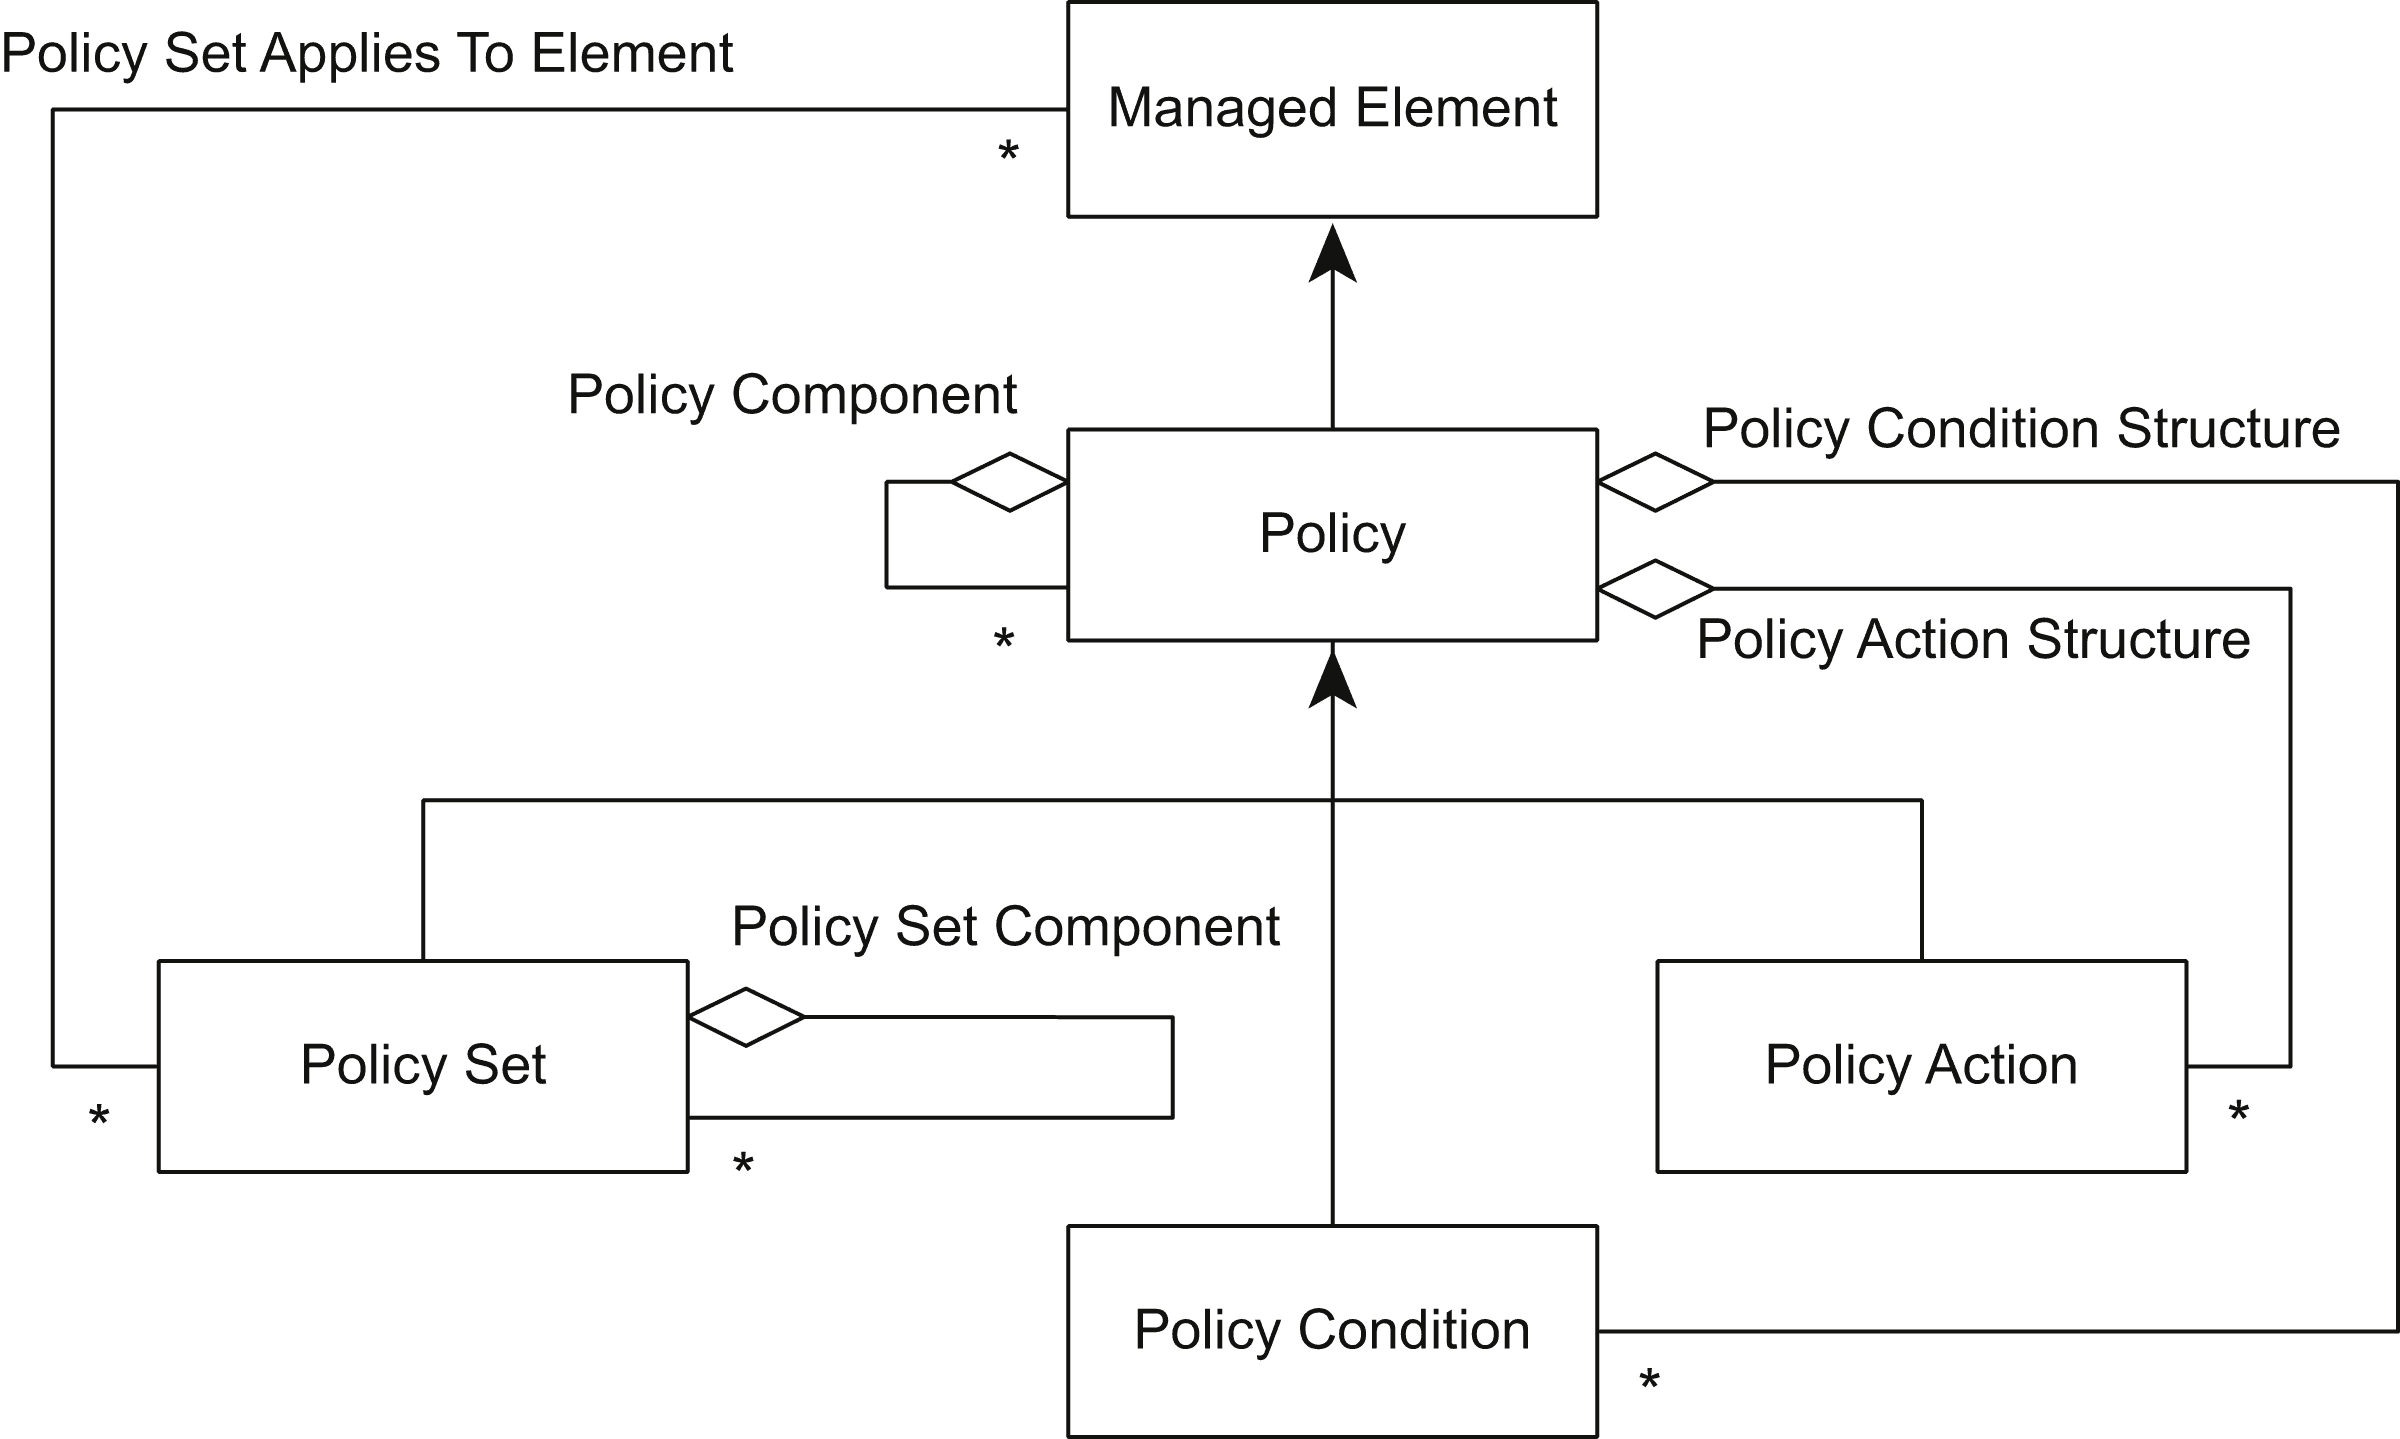 Policy Set Applies To Element
Managed Element
*
Policy Component
Policy Condition Structure
Policy
*
Policy Action Structure
Policy Set Component
Policy Set
Policy Action
*
*
*
Policy Condition
*